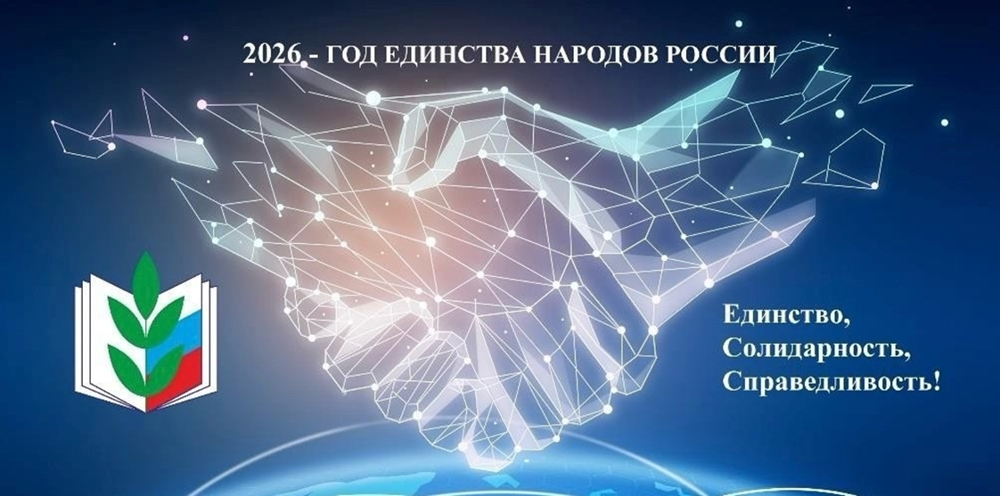 2026 - ГОД ЕДИНСТВА НАРОДОВ РОССИИ
Единство,
Солидарность,
Справедливость!